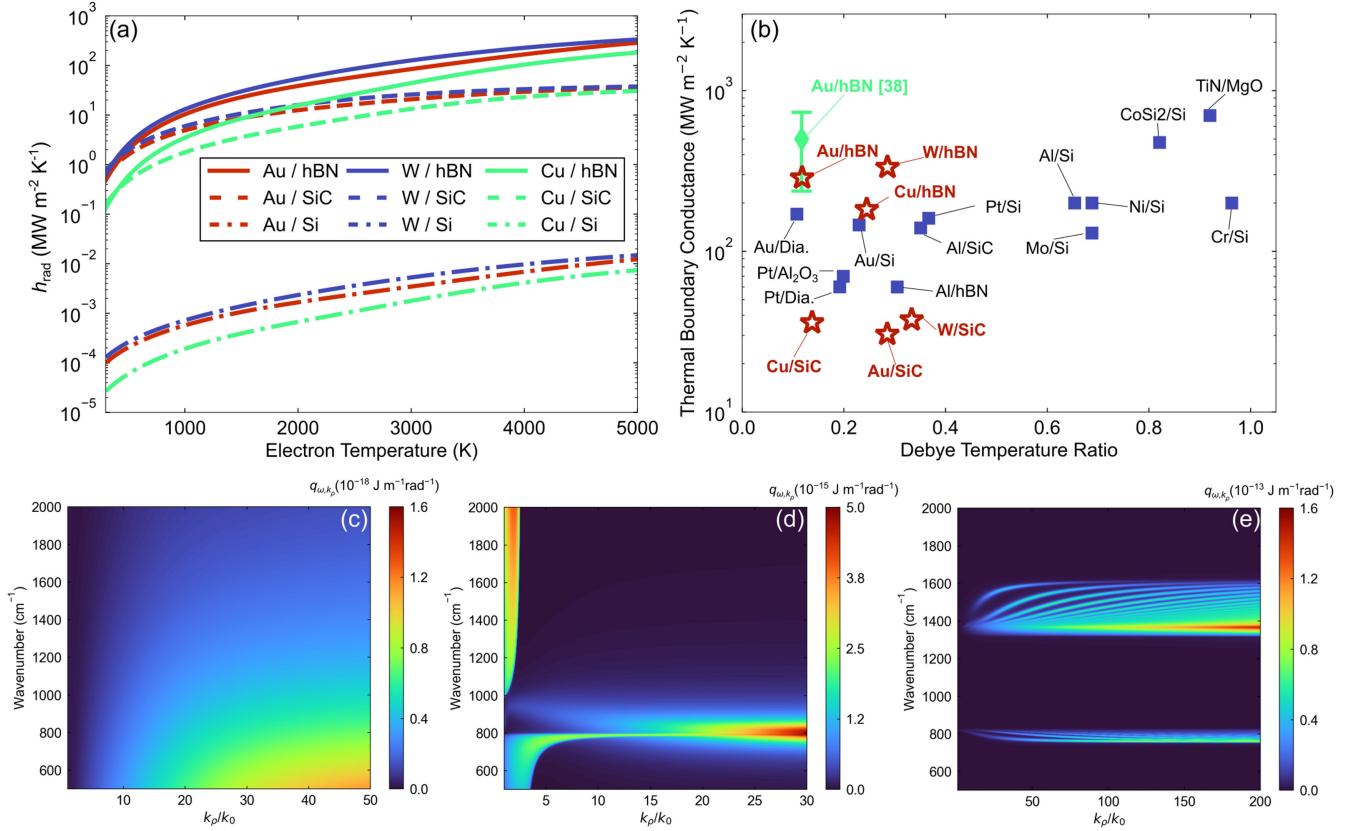 (a)
10³
10²
10¹
10⁰
10⁻¹
10⁻²
10⁻³
10⁻⁴
10⁻⁵
h_rad (MW m⁻² K⁻¹)
Au / hBN
W / hBN
Cu / hBN
Au / SiC
W / SiC
Cu / SiC
Au / Si
W / Si
Cu / Si
1000
2000
3000
4000
5000
Electron Temperature (K)
(b)
10³
10²
10¹
Thermal Boundary Conductance (MW m⁻² K⁻¹)
Au/hBN [38]
TiN/MgO
CoSi2/Si
Au/hBN
W/hBN
Al/Si
Cu/hBN
Pt/Si
Ni/Si
Au/Dia.
Au/Si
Al/SiC
Mo/Si
Cr/Si
Pt/Al₂O₃
Pt/Dia.
Al/hBN
W/SiC
Cu/SiC
Au/SiC
0.0
0.2
0.4
0.6
0.8
1.0
Debye Temperature Ratio
q_ω,kρ(10⁻¹⁸ J m⁻¹rad⁻¹)
(c)
2000
1800
1600
1400
1200
1000
800
600
Wavenumber (cm⁻¹)
10
20
30
40
50
kρ/k₀
1.6
1.2
0.8
0.4
0.0
q_ω,kρ(10⁻¹⁵ J m⁻¹rad⁻¹)
(d)
2000
1800
1600
1400
1200
1000
800
600
Wavenumber (cm⁻¹)
5
10
15
20
25
30
kρ/k₀
5.0
3.8
2.5
1.2
0.0
q_ω,kρ(10⁻¹³ J m⁻¹rad⁻¹)
(e)
2000
1800
1600
1400
1200
1000
800
600
Wavenumber (cm⁻¹)
50
100
150
200
kρ/k₀
1.6
1.2
0.8
0.4
0.0